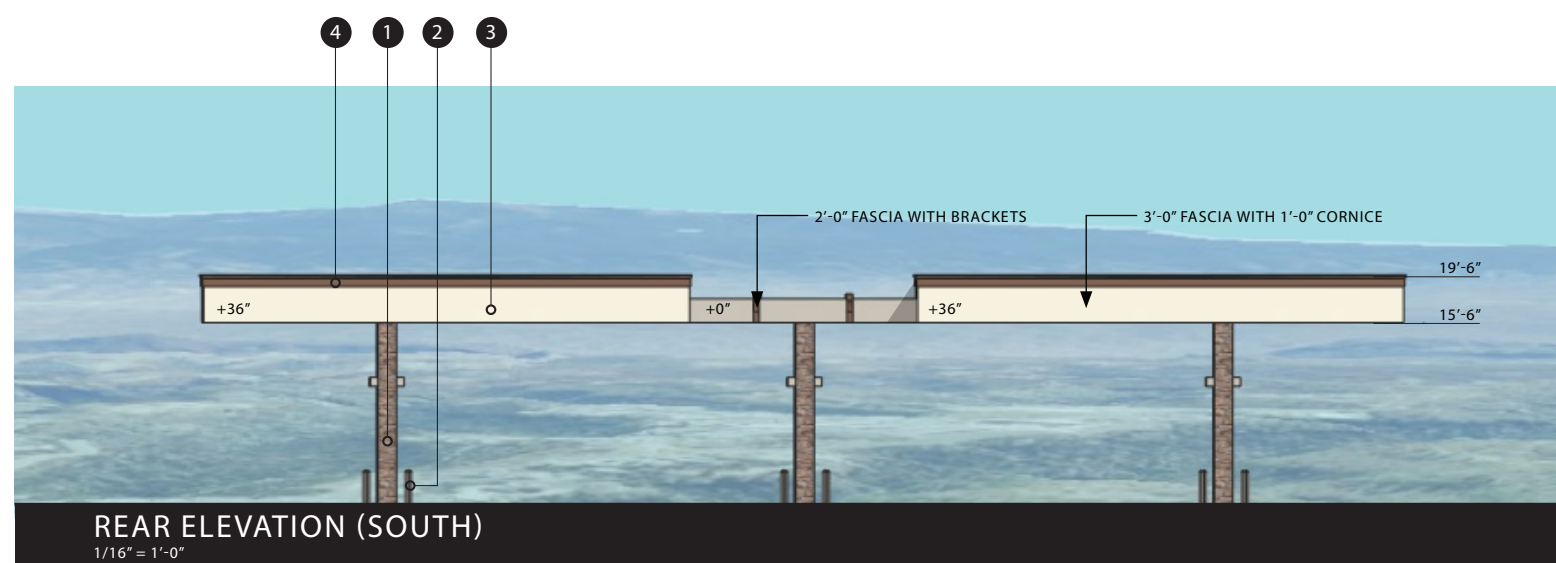 4 1 2 3
2’-0” FASCIA WITH BRACKETS
3’-0” FASCIA WITH 1’-0” CORNICE
19’-6”
+36”
+0”
+36”
15’-6”
REAR ELEVATION (SOUTH)
1/16” = 1’-0”